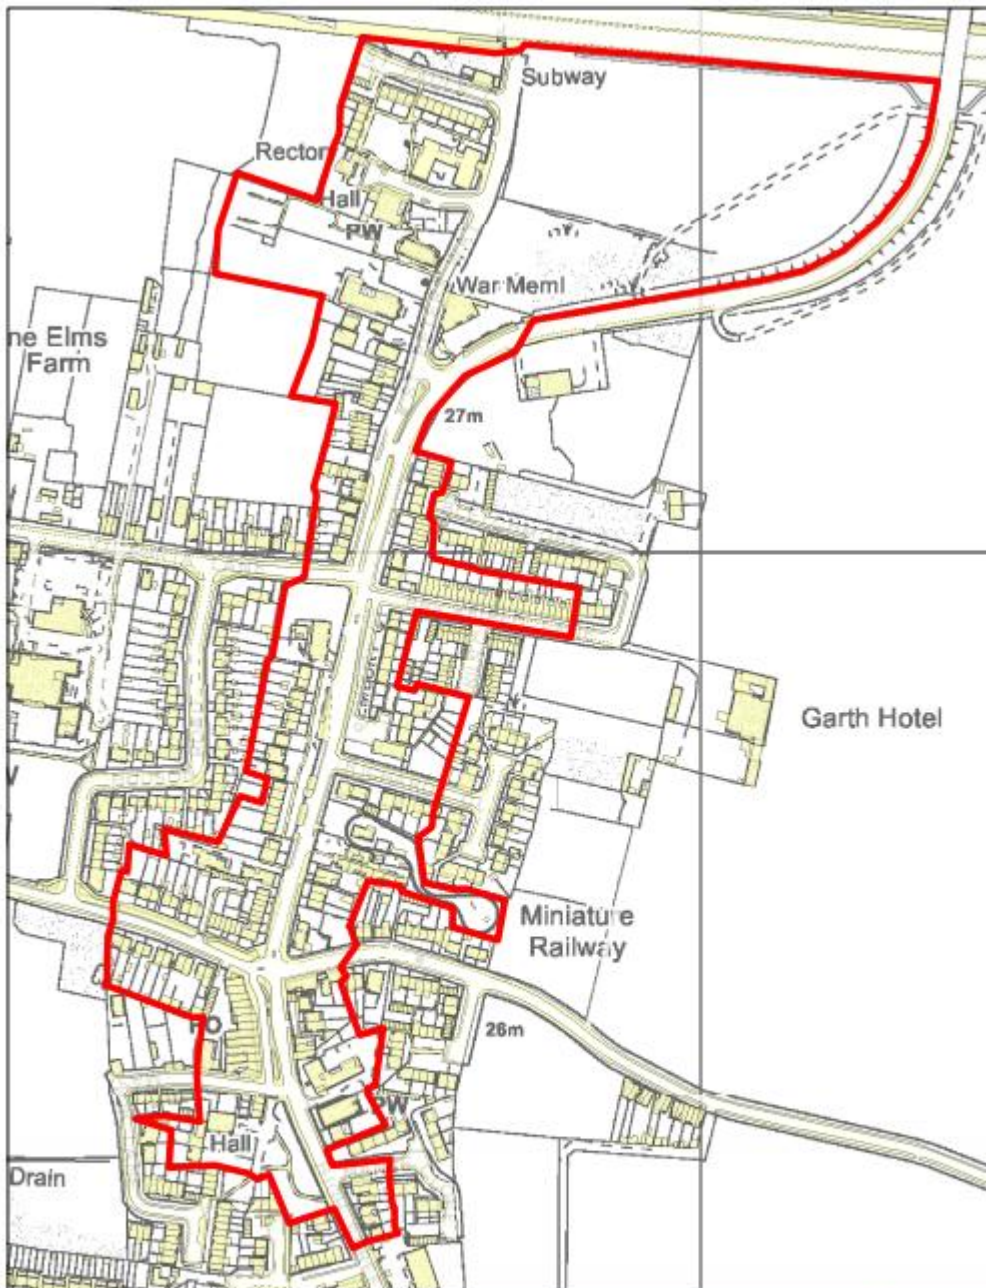 Subway
Rector
Hall
PW
War Meml
ne Elms
Farm
27m
Garth Hotel
Miniature
Railway
26m
PO
PW
Hall
Drain